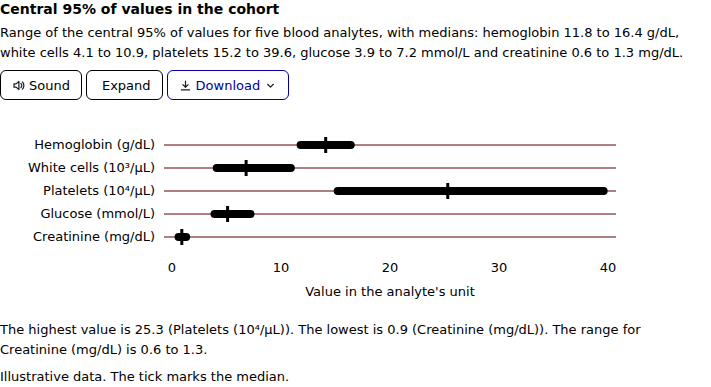 Central 95% of values in the cohort
Range of the central 95% of values for five blood analytes, with medians: hemoglobin 11.8 to 16.4 g/dL,
white cells 4.1 to 10.9, platelets 15.2 to 39.6, glucose 3.9 to 7.2 mmol/L and creatinine 0.6 to 1.3 mg/dL.
Sound Expand Download
Hemoglobin (g/dL)
White cells (10³/μL)
Platelets (10⁴/μL)
Glucose (mmol/L)
Creatinine (mg/dL)
0 10 20 30 40
Value in the analyte's unit
The highest value is 25.3 (Platelets (10⁴/μL)). The lowest is 0.9 (Creatinine (mg/dL)). The range for
Creatinine (mg/dL) is 0.6 to 1.3.
Illustrative data. The tick marks the median.